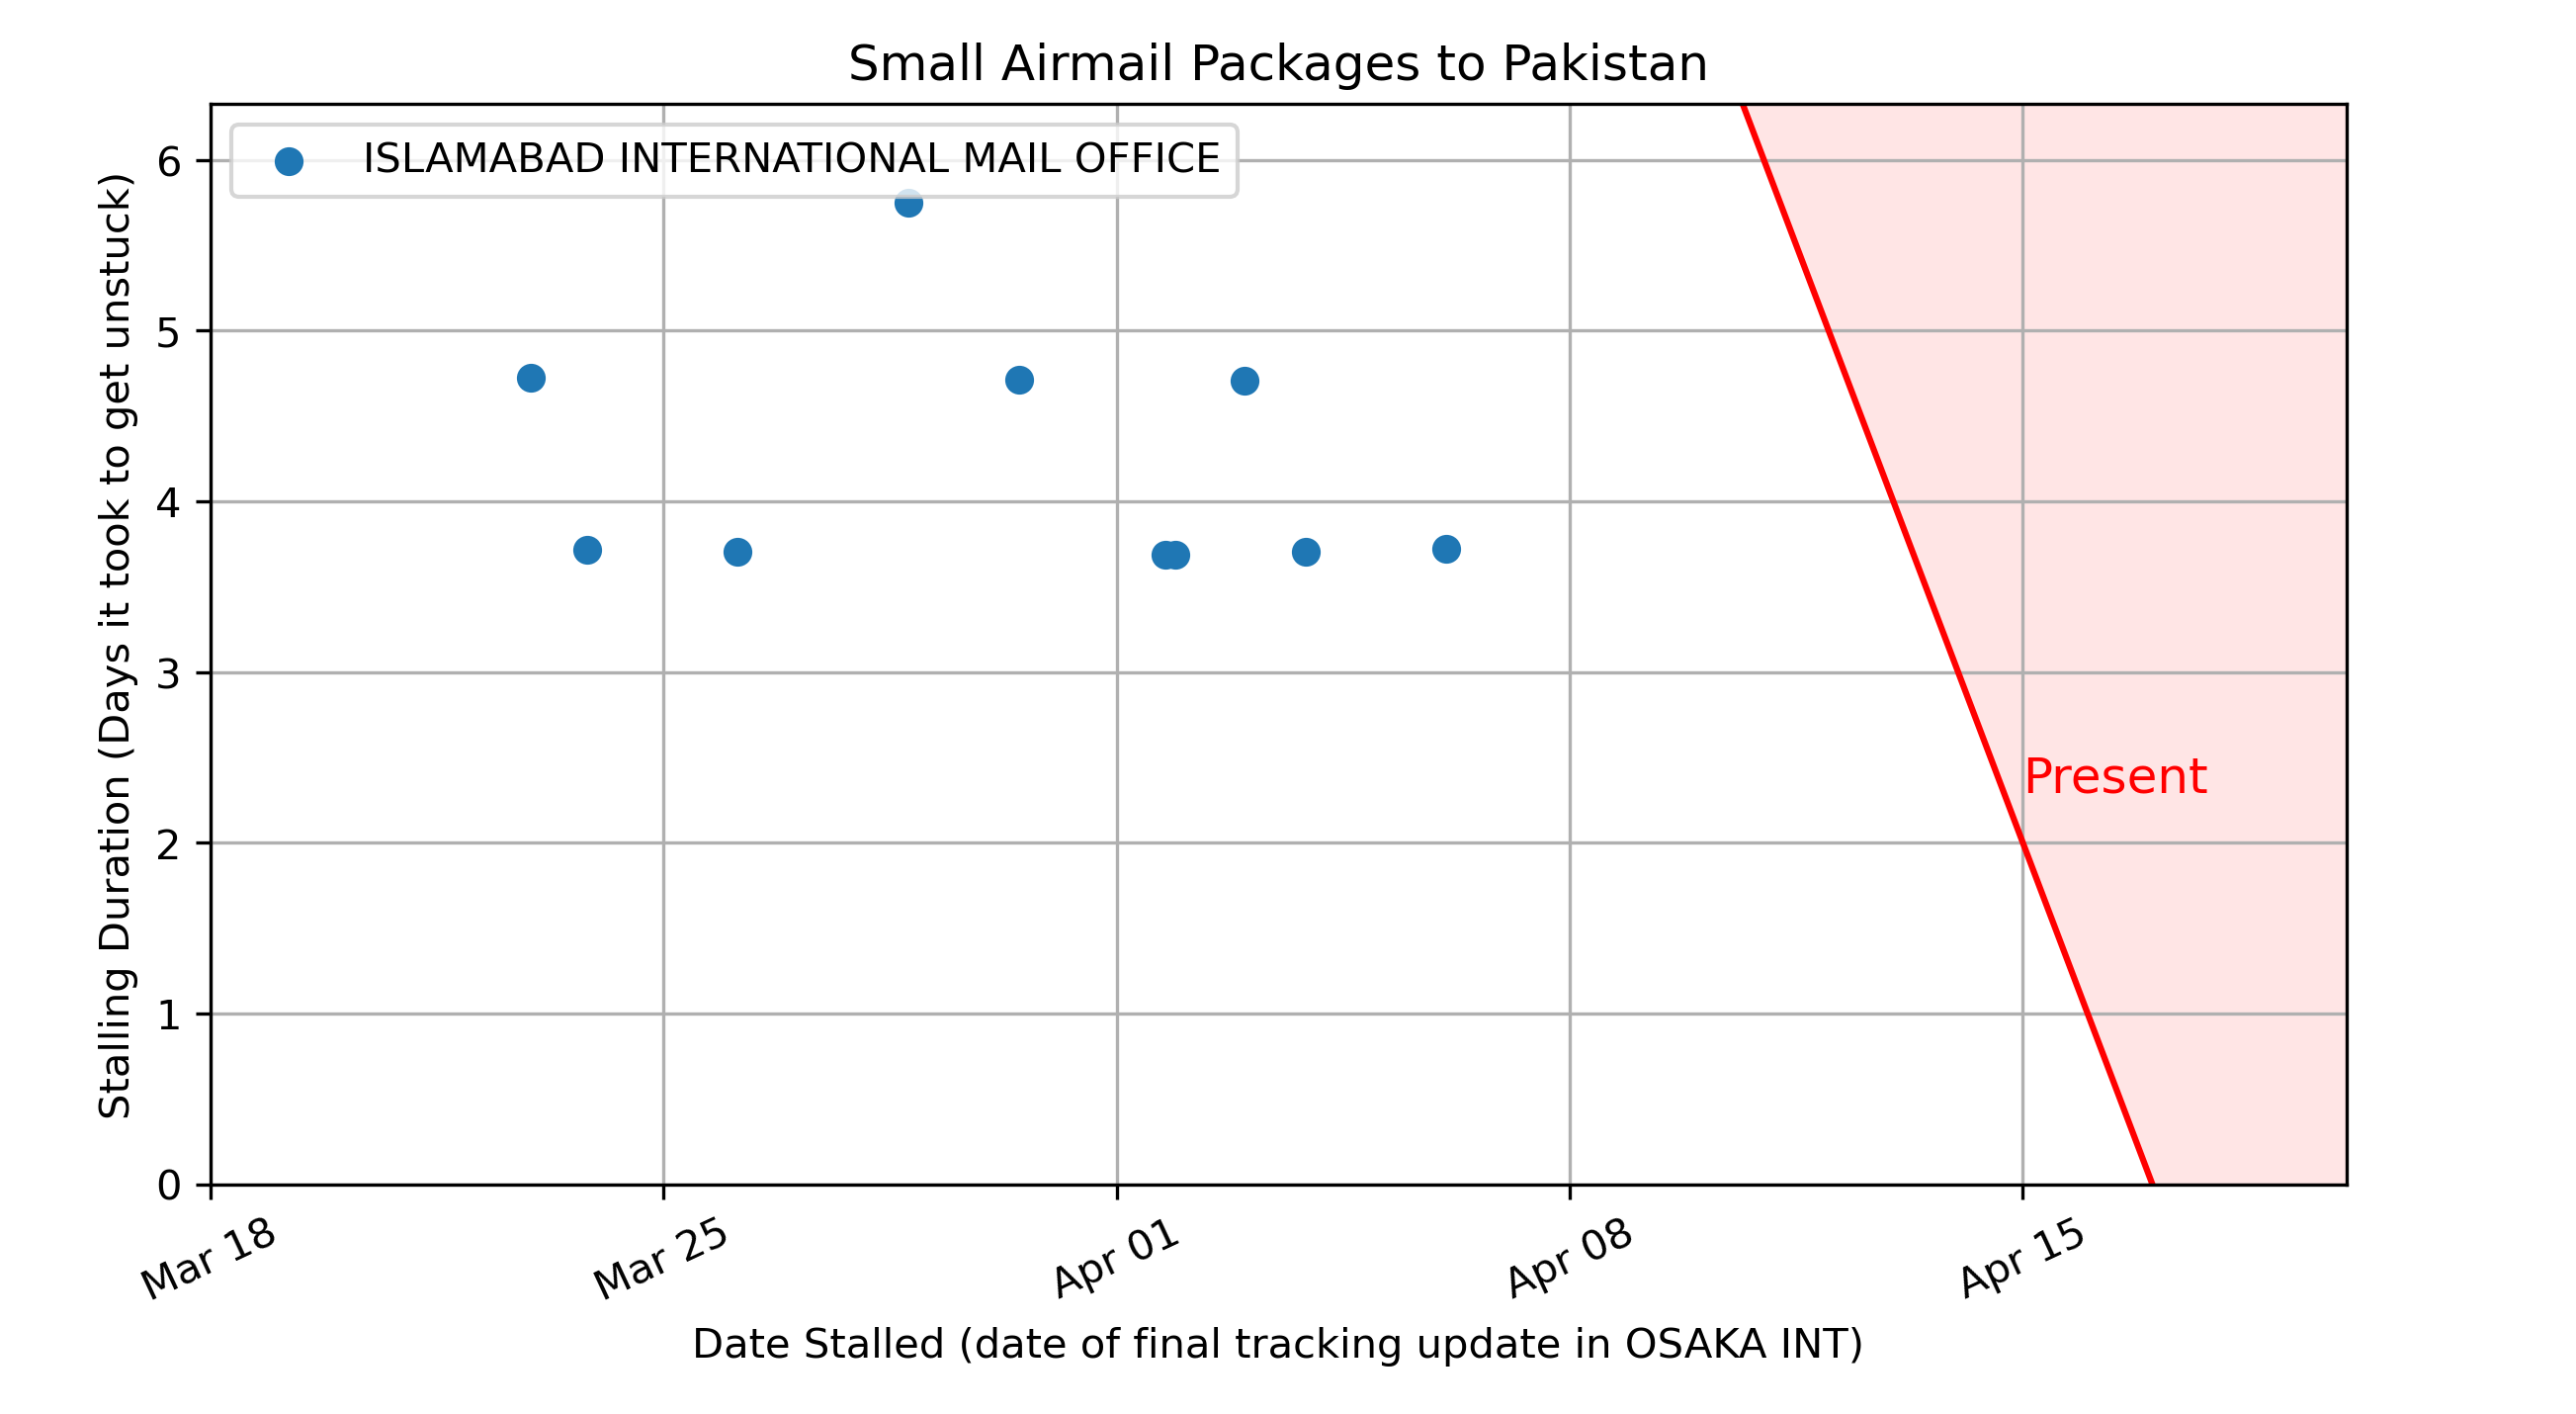 Small Airmail Packages to Pakistan
ISLAMABAD INTERNATIONAL MAIL OFFICE
Stalling Duration (Days it took to get unstuck)
6
5
4
3
2
1
0
Present
Mar 18
Mar 25
Apr 01
Apr 08
Apr 15
Date Stalled (date of final tracking update in OSAKA INT)